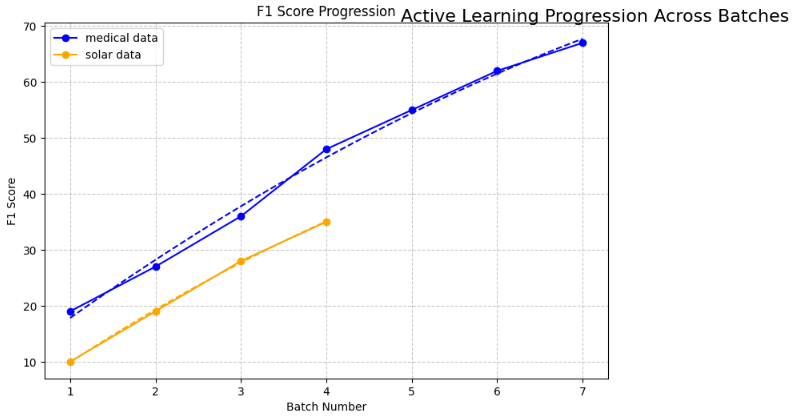 F1 Score Progression
Active Learning Progression Across Batches
medical data
solar data
F1 Score
70
60
50
40
30
20
10
1 2 3 4 5 6 7
Batch Number